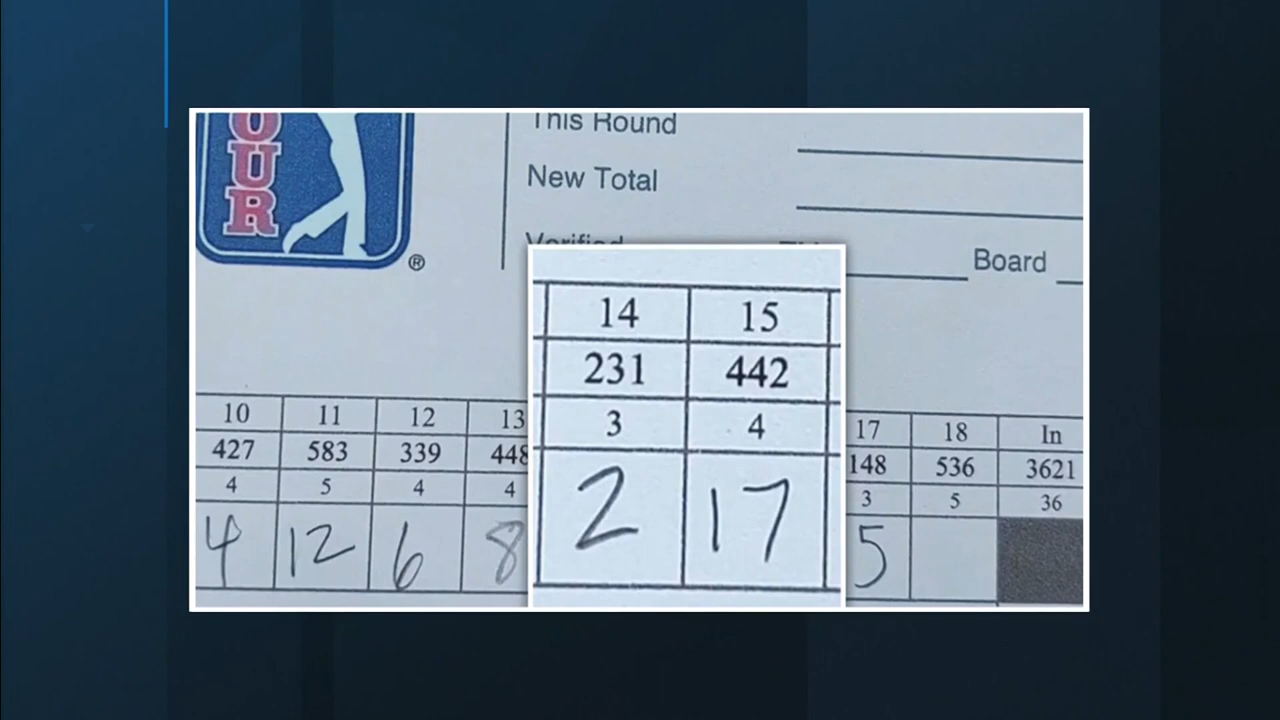 OUR
®
This Round
New Total
Verified
Board
10 11 12 13 14 15 17 18 In
427 583 339 448 231 442 148 536 3621
4 5 4 4 3 4 3 5 36
4 12 6 8 2 17 5